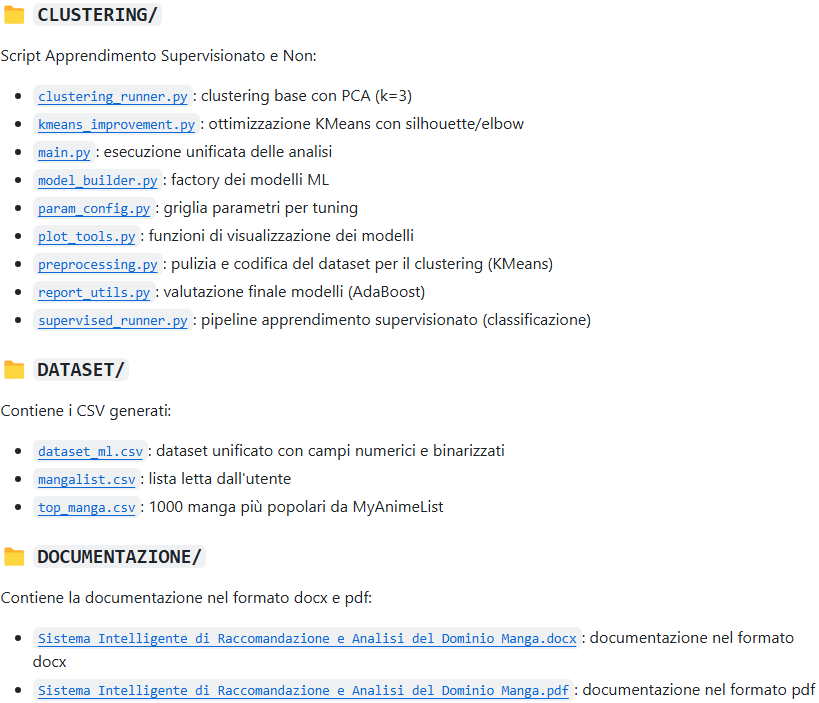 CLUSTERING/
Script Apprendimento Supervisionato e Non:
clustering_runner.py : clustering base con PCA (k=3)
kmeans_improvement.py : ottimizzazione KMeans con silhouette/elbow
main.py : esecuzione unificata delle analisi
model_builder.py : factory dei modelli ML
param_config.py : griglia parametri per tuning
plot_tools.py : funzioni di visualizzazione dei modelli
preprocessing.py : pulizia e codifica del dataset per il clustering (KMeans)
report_utils.py : valutazione finale modelli (AdaBoost)
supervised_runner.py : pipeline apprendimento supervisionato (classificazione)
DATASET/
Contiene i CSV generati:
dataset_ml.csv : dataset unificato con campi numerici e binarizzati
mangalist.csv : lista letta dall'utente
top_manga.csv : 1000 manga più popolari da MyAnimeList
DOCUMENTAZIONE/
Contiene la documentazione nel formato docx e pdf:
Sistema Intelligente di Raccomandazione e Analisi del Dominio Manga.docx : documentazione nel formato
docx
Sistema Intelligente di Raccomandazione e Analisi del Dominio Manga.pdf : documentazione nel formato pdf